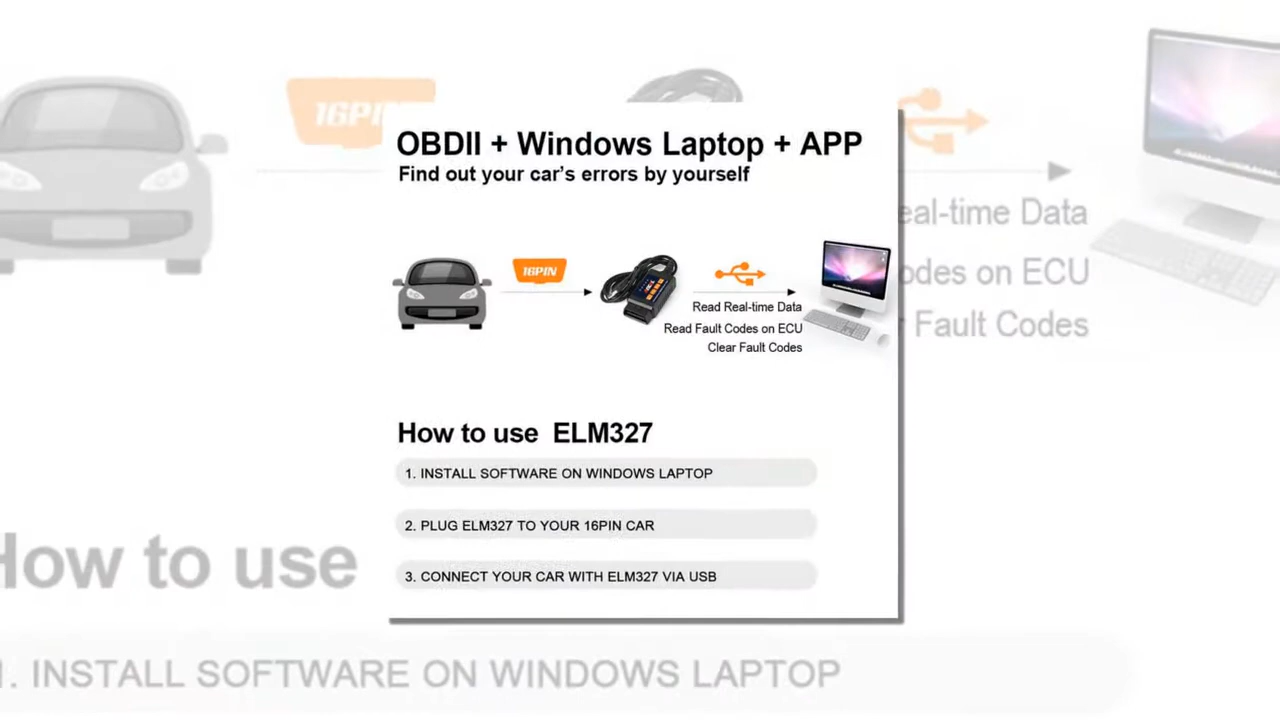 OBDII + Windows Laptop + APP
Find out your car's errors by yourself
16PIN
Read Real-time Data
Read Fault Codes on ECU
Clear Fault Codes
How to use ELM327
1. INSTALL SOFTWARE ON WINDOWS LAPTOP
2. PLUG ELM327 TO YOUR 16PIN CAR
3. CONNECT YOUR CAR WITH ELM327 VIA USB
16PIN
eal-time Data
odes on ECU
Fault Codes
How to use
1. INSTALL SOFTWARE ON WINDOWS LAPTOP